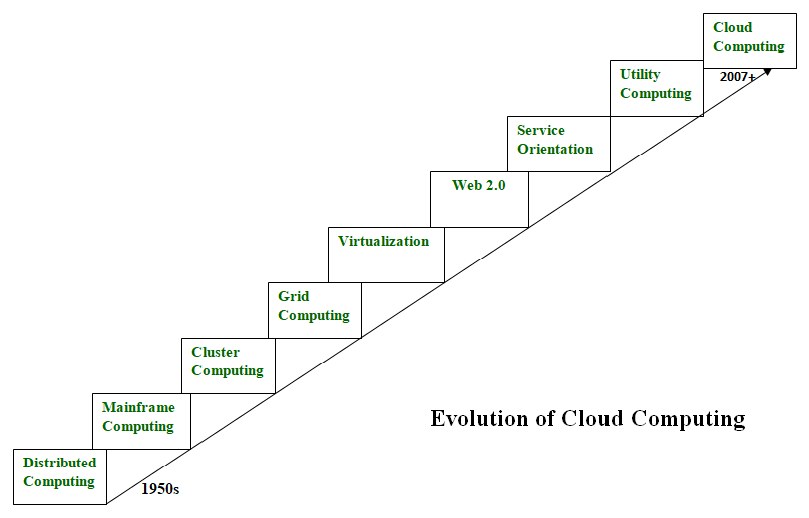 Cloud
Computing
2007+
Utility
Computing
Service
Orientation
Web 2.0
Virtualization
Grid
Computing
Cluster
Computing
Mainframe
Computing
Evolution of Cloud Computing
Distributed
Computing
1950s